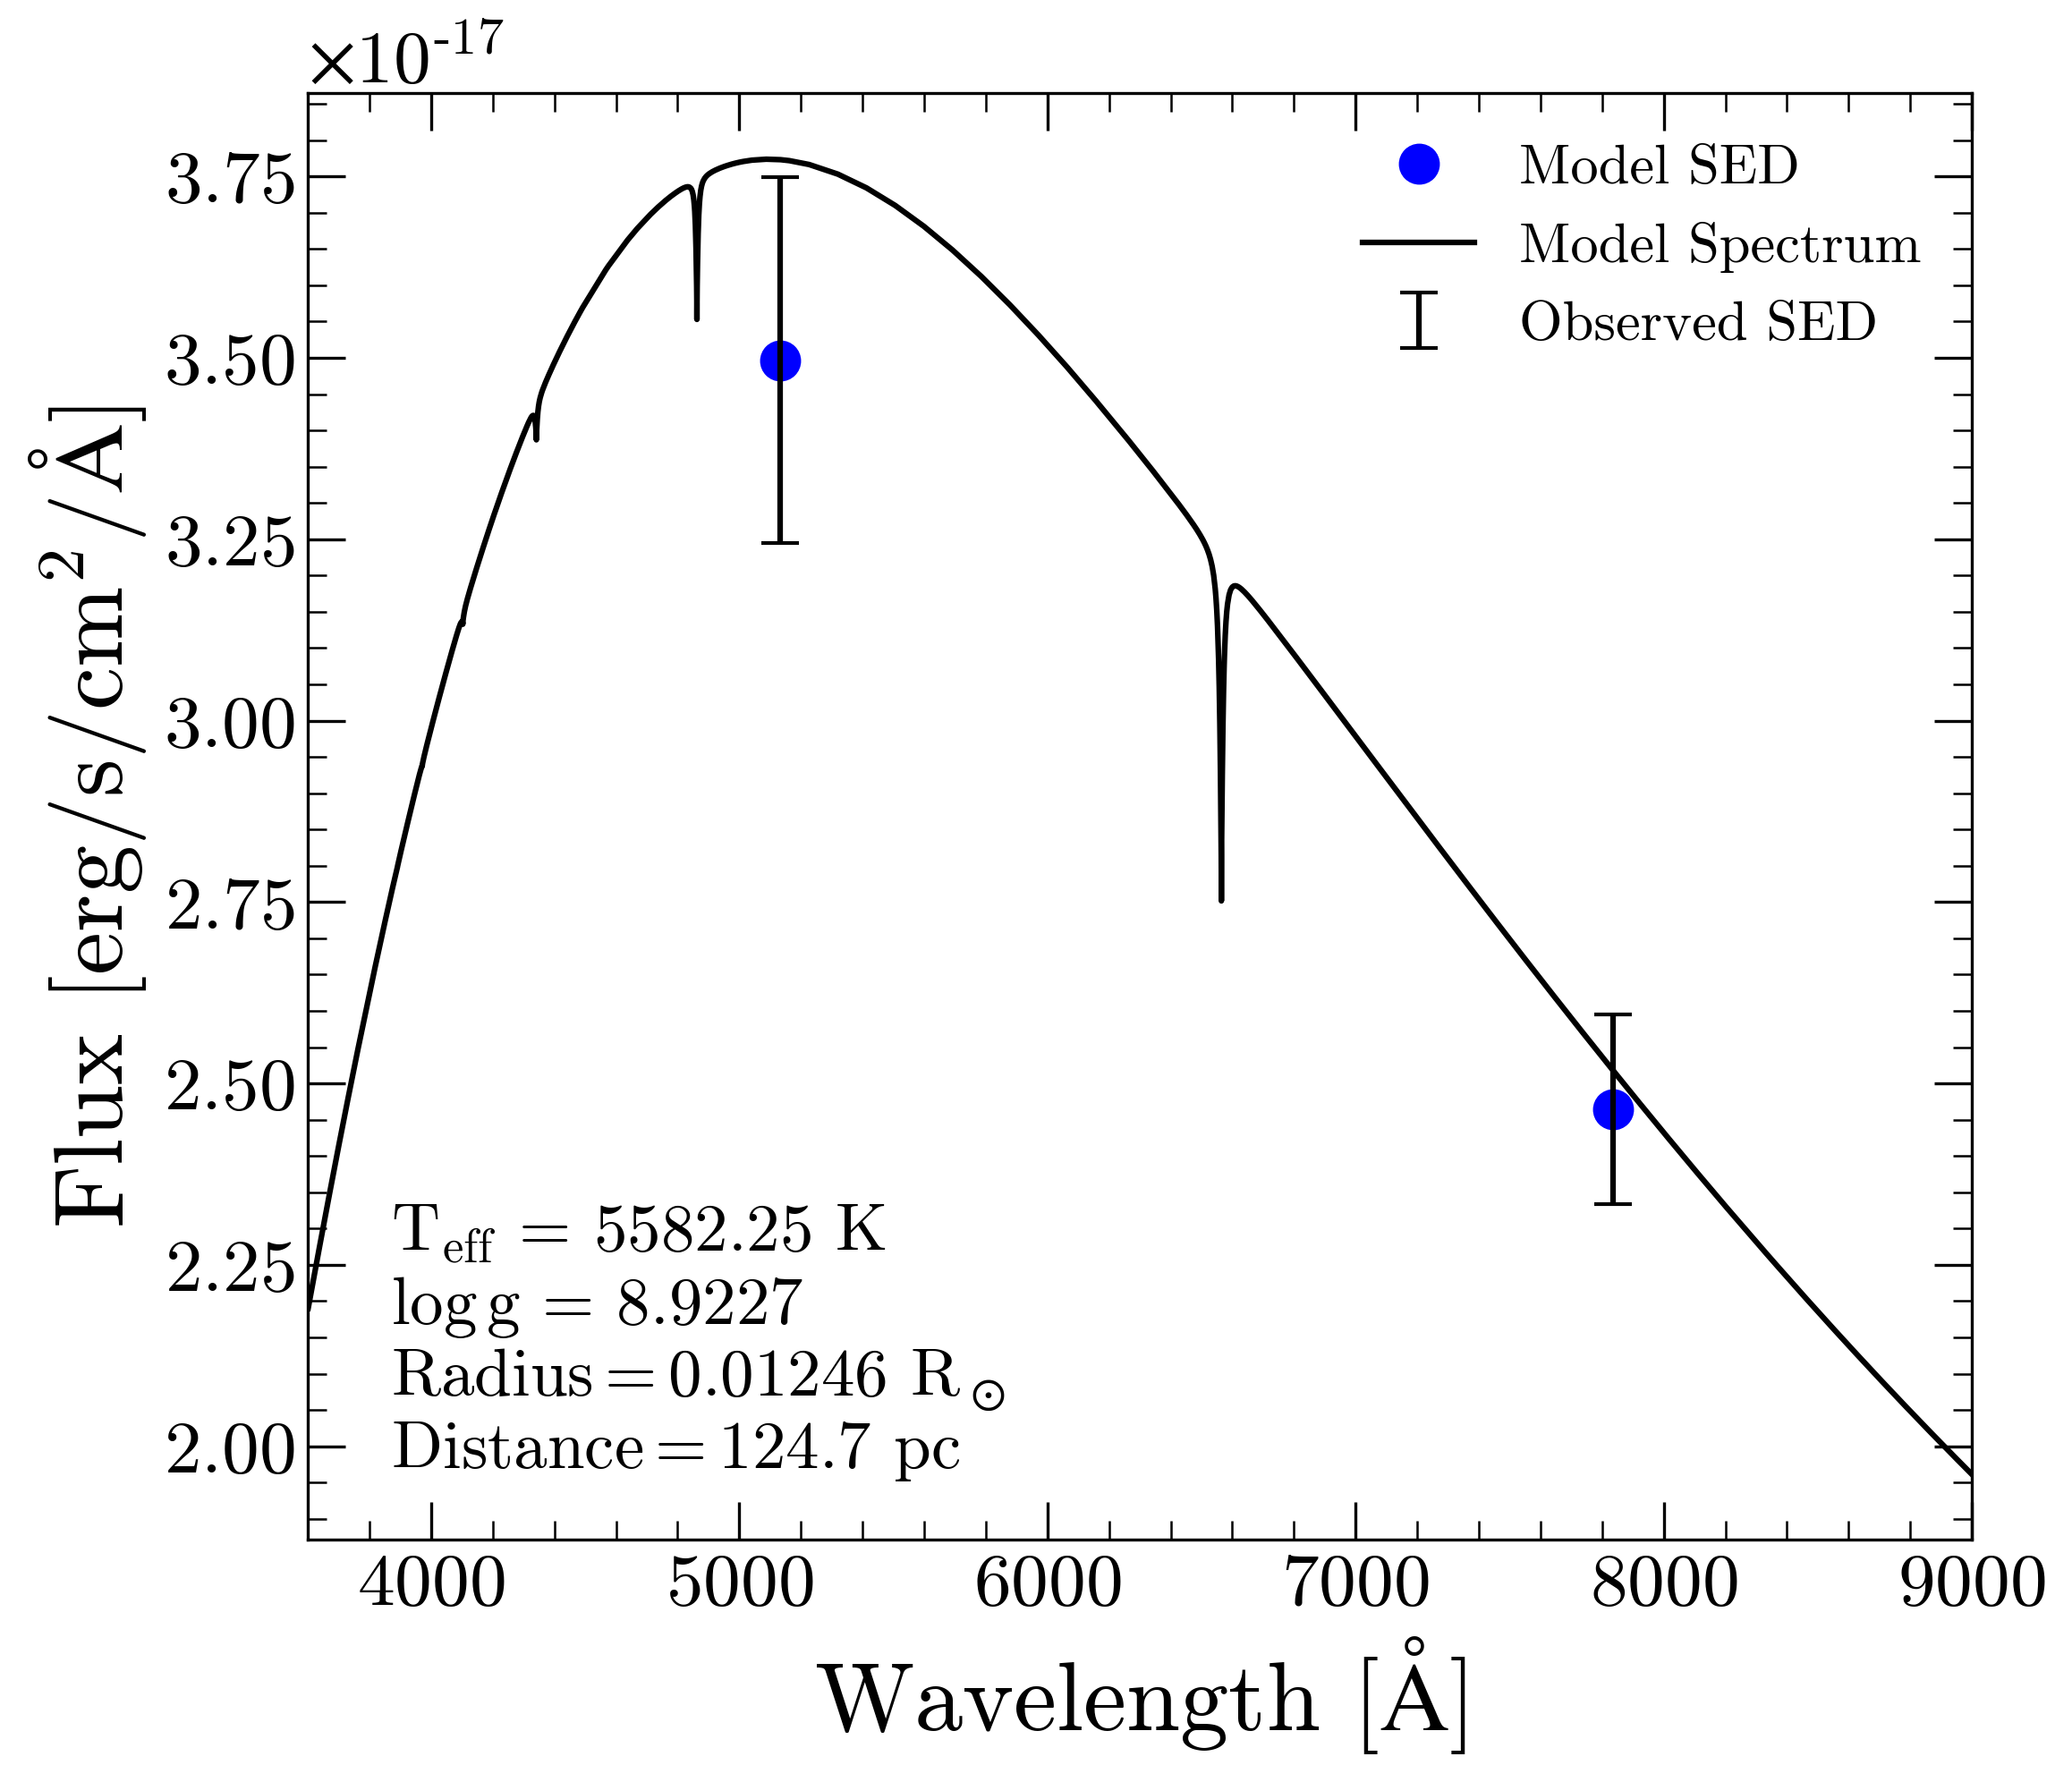 ×10-17
3.75
3.50
3.25
3.00
2.75
2.50
2.25
2.00
Flux [erg/s/cm2/Å]
Model SED
Model Spectrum
Observed SED
Teff = 5582.25 K
log g = 8.9227
Radius = 0.01246 R⊙
Distance = 124.7 pc
4000 5000 6000 7000 8000 9000
Wavelength [Å]